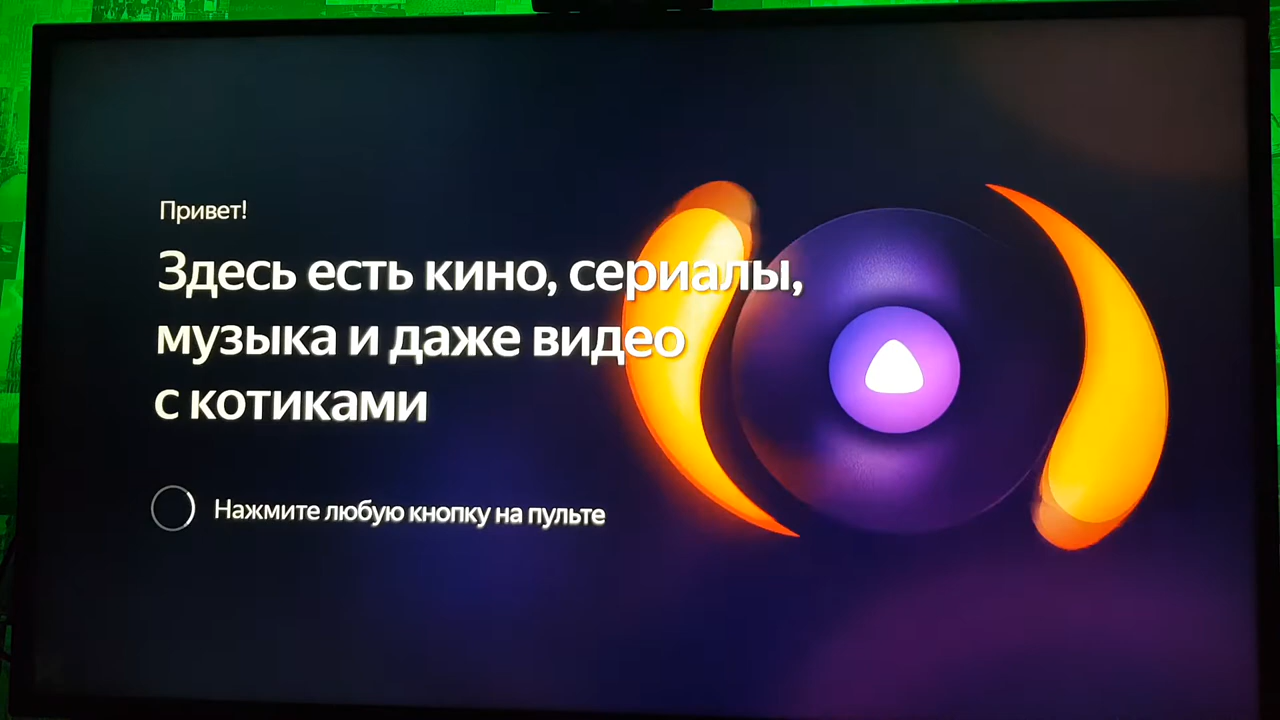 Привет!
Здесь есть кино, сериалы,
музыка и даже видео
с котиками
Нажмите любую кнопку на пульте